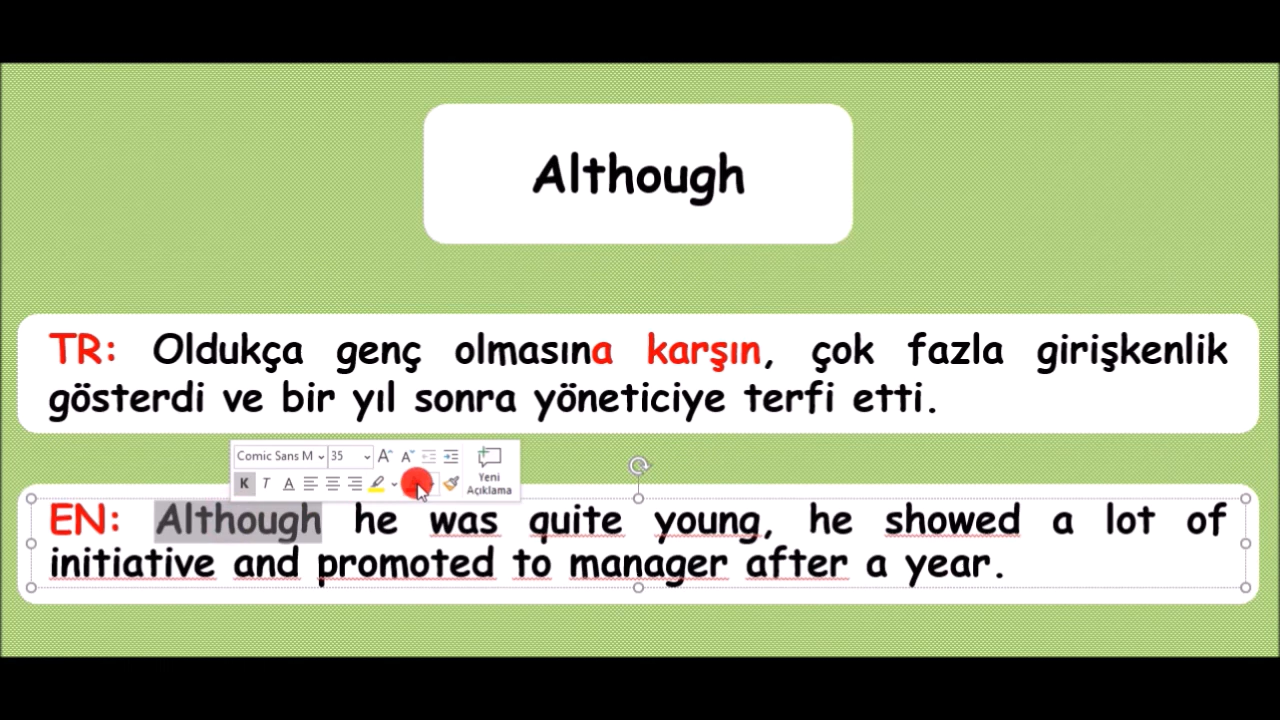 Although
TR: Oldukça genç olmasına karşın, çok fazla girişkenlik
gösterdi ve bir yıl sonra yöneticiye terfi etti.
Comic Sans M 35
K T A
Yeni
Açıklama
EN: Although he was quite young, he showed a lot of
initiative and promoted to manager after a year.